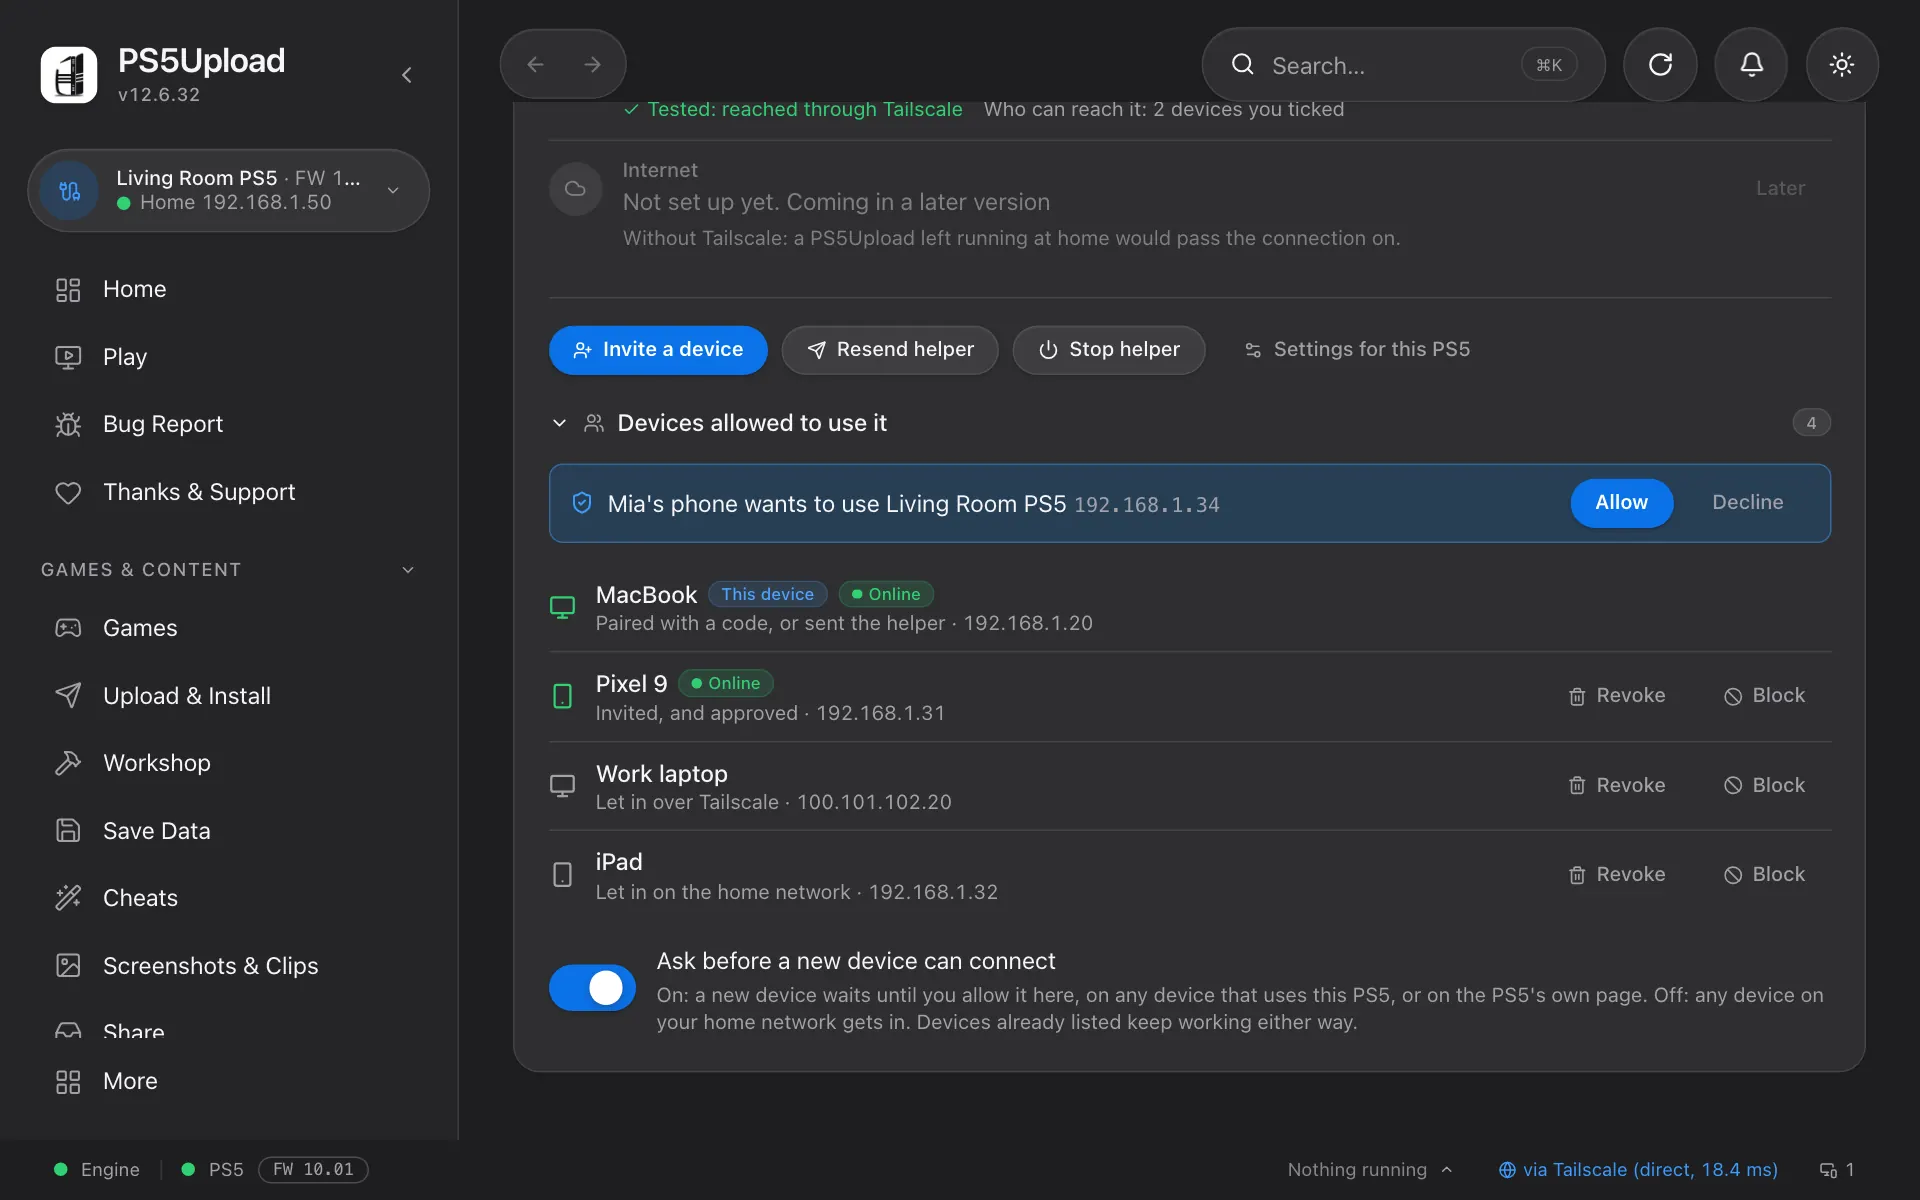 PS5Upload
v12.6.32
Living Room PS5 · FW 1...
Home 192.168.1.50
Home
Play
Bug Report
Thanks & Support
GAMES & CONTENT
Games
Upload & Install
Workshop
Save Data
Cheats
Screenshots & Clips
Share
More
Search...
⌘K
Tested: reached through Tailscale Who can reach it: 2 devices you ticked
Internet
Not set up yet. Coming in a later version
Without Tailscale: a PS5Upload left running at home would pass the connection on.
Later
Invite a device
Resend helper
Stop helper
Settings for this PS5
Devices allowed to use it
4
Mia's phone wants to use Living Room PS5 192.168.1.34
Allow
Decline
MacBook This device Online
Paired with a code, or sent the helper · 192.168.1.20
Pixel 9 Online
Invited, and approved · 192.168.1.31
Revoke
Block
Work laptop
Let in over Tailscale · 100.101.102.20
Revoke
Block
iPad
Let in on the home network · 192.168.1.32
Revoke
Block
Ask before a new device can connect
On: a new device waits until you allow it here, on any device that uses this PS5, or on the PS5's own page. Off: any device on
your home network gets in. Devices already listed keep working either way.
Engine
PS5
FW 10.01
Nothing running
via Tailscale (direct, 18.4 ms)
1